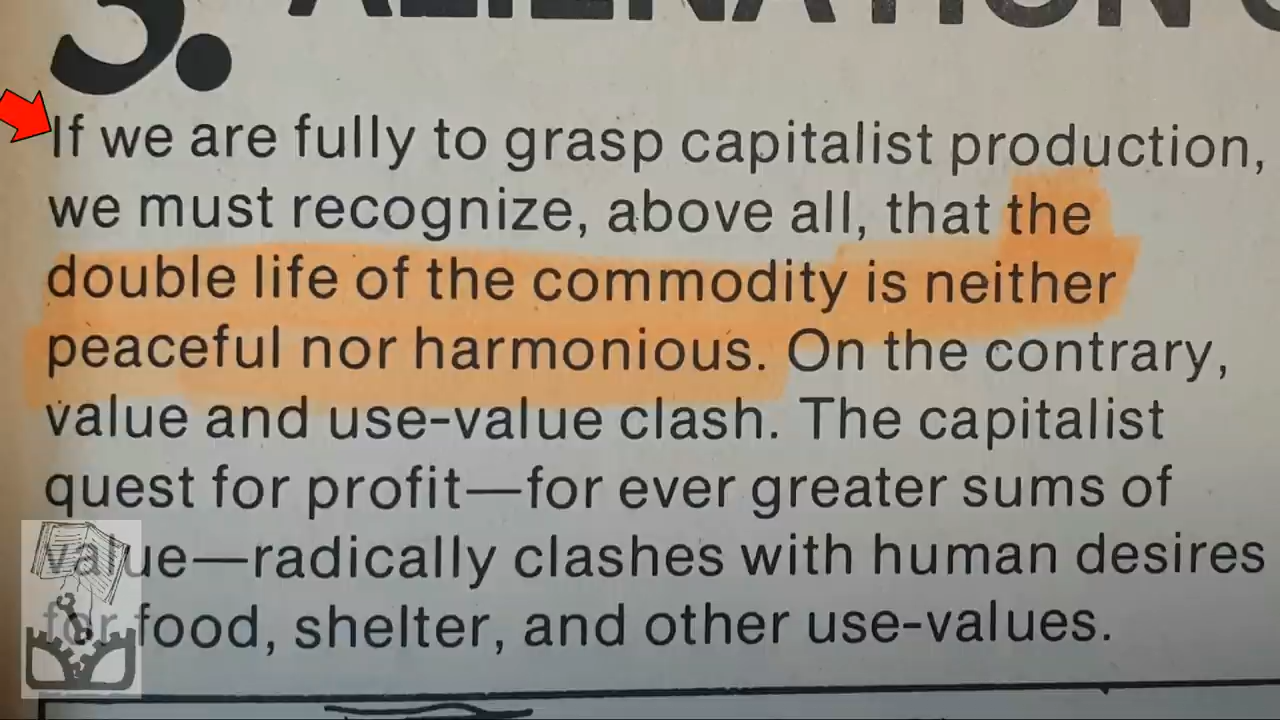 3. ALIENATION
If we are fully to grasp capitalist production,
we must recognize, above all, that the
double life of the commodity is neither
peaceful nor harmonious. On the contrary,
value and use-value clash. The capitalist
quest for profit—for ever greater sums of
value—radically clashes with human desires
for food, shelter, and other use-values.